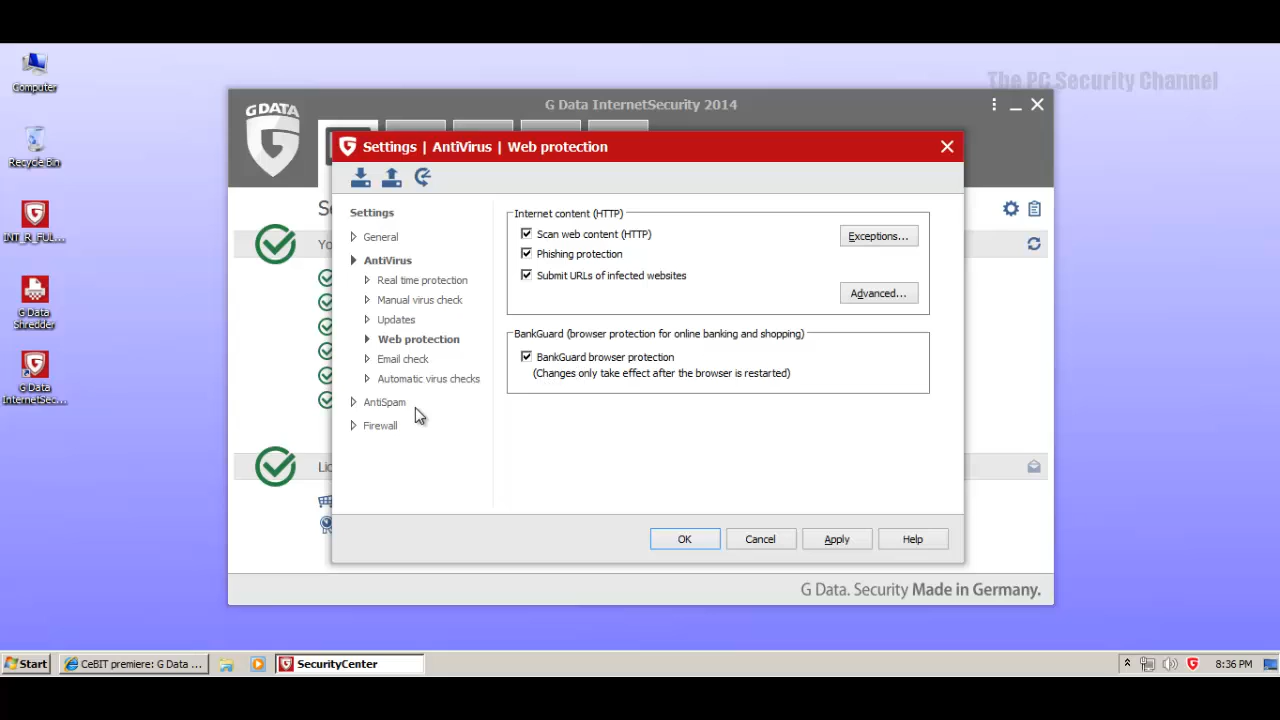 The PC Security Channel
Computer
Recycle Bin
INT_R_FUL...
G Data
Shredder
G Data
InternetSec...
G DATA
G Data InternetSecurity 2014
Settings | AntiVirus | Web protection
Settings
General
AntiVirus
Real time protection
Manual virus check
Updates
Web protection
Email check
Automatic virus checks
AntiSpam
Firewall
Internet content (HTTP)
Scan web content (HTTP)
Exceptions...
Phishing protection
Submit URLs of infected websites
Advanced...
BankGuard (browser protection for online banking and shopping)
BankGuard browser protection
(Changes only take effect after the browser is restarted)
OK
Cancel
Apply
Help
G Data. Security Made in Germany.
Start
CeBIT premiere: G Data ...
SecurityCenter
8:36 PM